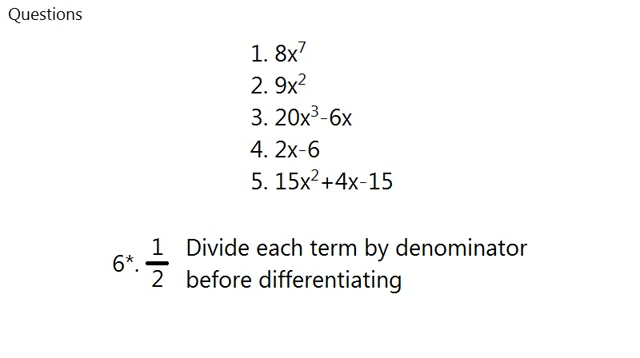 Questions
1. 8x⁷
2. 9x²
3. 20x³-6x
4. 2x-6
5. 15x²+4x-15
6*. 1/2 Divide each term by denominator
before differentiating